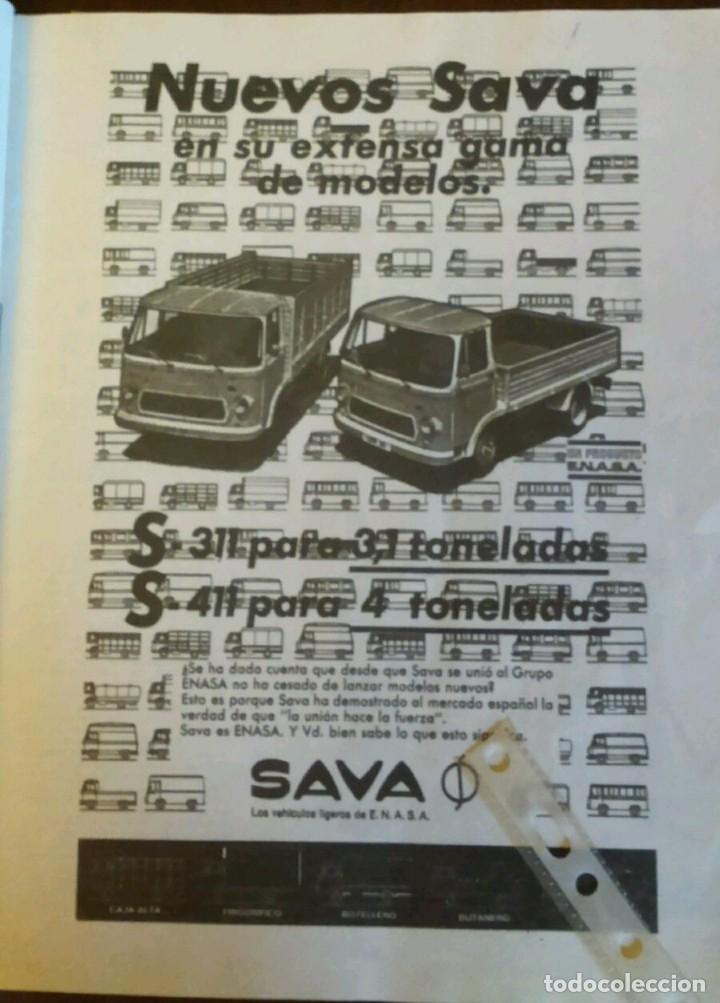 Nuevos Sava
en su extensa gama
de modelos.
UN PRODUCTO
E.N.A.S.A.
S-311 para 3,1 toneladas
S-411 para 4 toneladas
¿Se ha dado cuenta que desde que Sava se unió al Grupo
ENASA no ha cesado de lanzar modelos nuevos?
Esto es porque Sava ha demostrado al mercado español la
verdad de que "la unión hace la fuerza".
Sava es ENASA. Y Vd. bien sabe lo que esto significa.
SAVA
Los vehículos ligeros de E.N.A.S.A.
CAJA-ALTA FRIGORIFICO BOTELLERO BUTANERO
todocoleccion